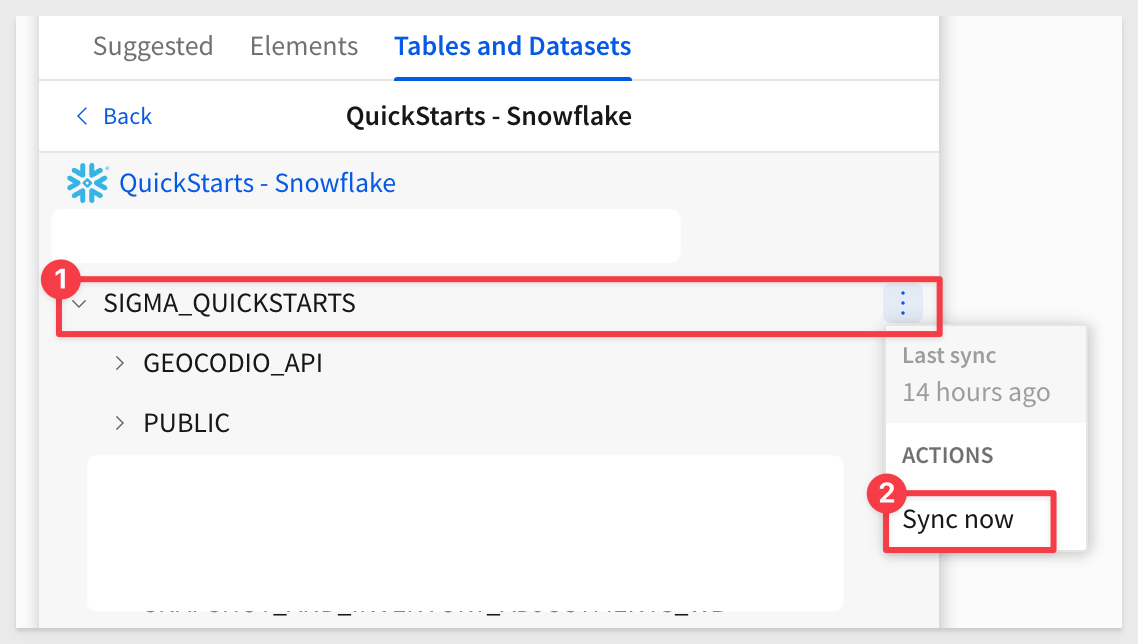 Suggested Elements Tables and Datasets
Back QuickStarts - Snowflake
QuickStarts - Snowflake
1
SIGMA_QUICKSTARTS
GEOCODIO_API
PUBLIC
Last sync
14 hours ago
ACTIONS
2
Sync now